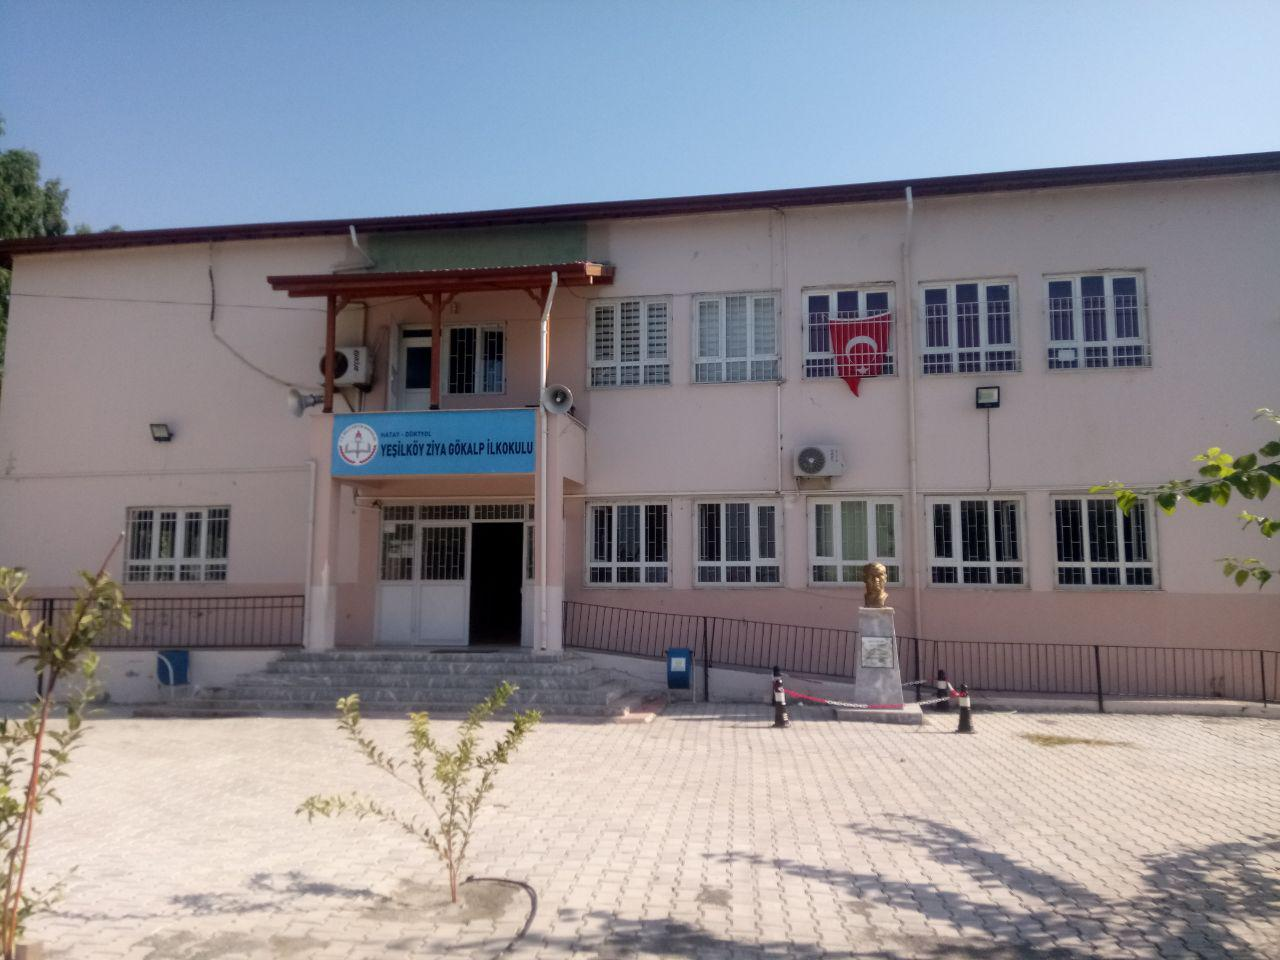 HATAY - DÖRTYOL
YEŞİLKÖY ZİYA GÖKALP İLKOKULU